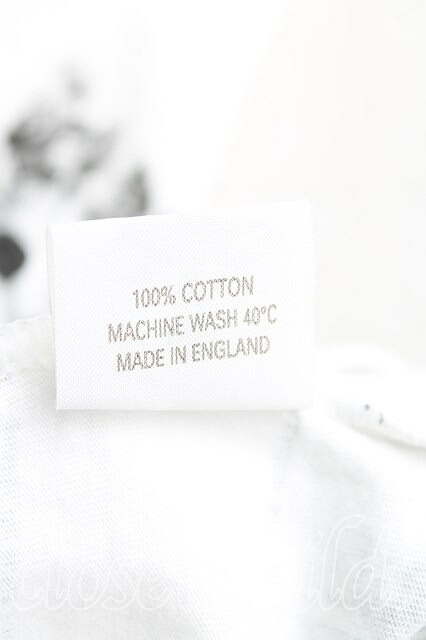 100% COTTON
MACHINE WASH 40°C
MADE IN ENGLAND